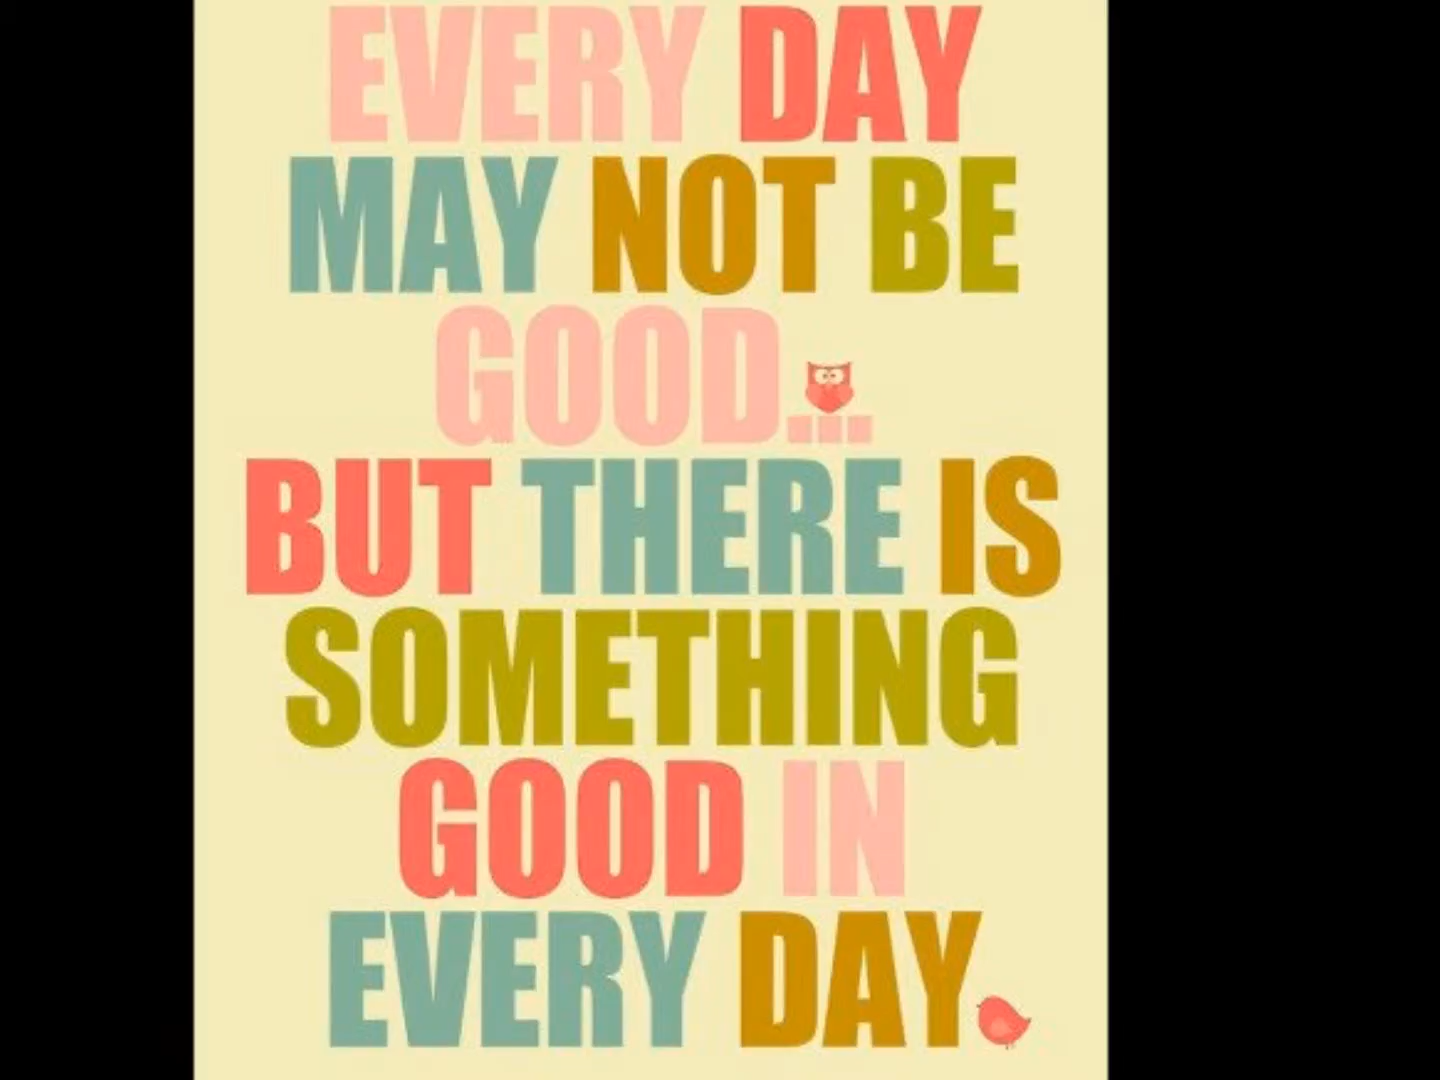 EVERY DAY
MAY NOT BE
GOOD...
BUT THERE IS
SOMETHING
GOOD IN
EVERY DAY.